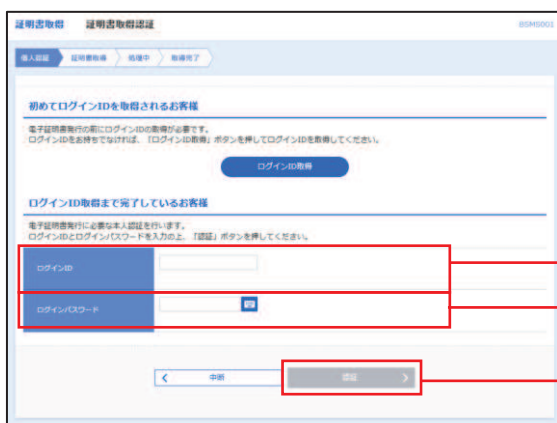 証明書取得 証明書取得認証 BSMS001
個人認証 証明書取得 処理中 取得完了
初めてログインIDを取得されるお客様
電子証明書発行の前にログインIDの取得が必要です。
ログインIDをお持ちでなければ、「ログインID取得」ボタンを押してログインIDを取得してください。
ログインID取得
ログインID取得まで完了しているお客様
電子証明書発行に必要な本人認証を行います。
ログインIDとログインパスワードを入力の上、「認証」ボタンを押してください。
ログインID
ログインパスワード
中断 認証